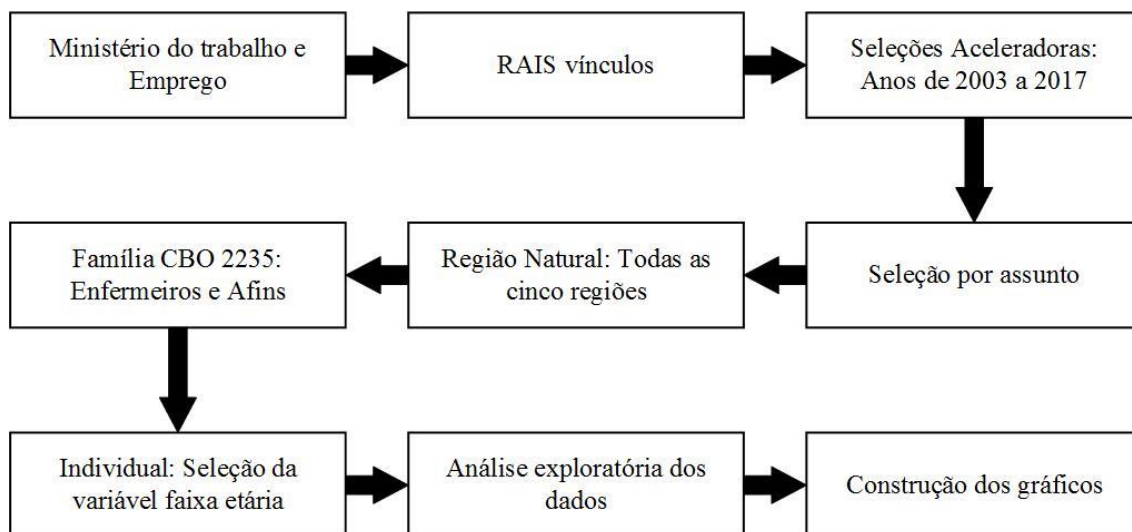 Ministério do trabalho e
Emprego
RAIS vínculos
Seleções Aceleradoras:
Anos de 2003 a 2017
Seleção por assunto
Região Natural: Todas as
cinco regiões
Família CBO 2235:
Enfermeiros e Afins
Individual: Seleção da
variável faixa etária
Análise exploratória dos
dados
Construção dos gráficos